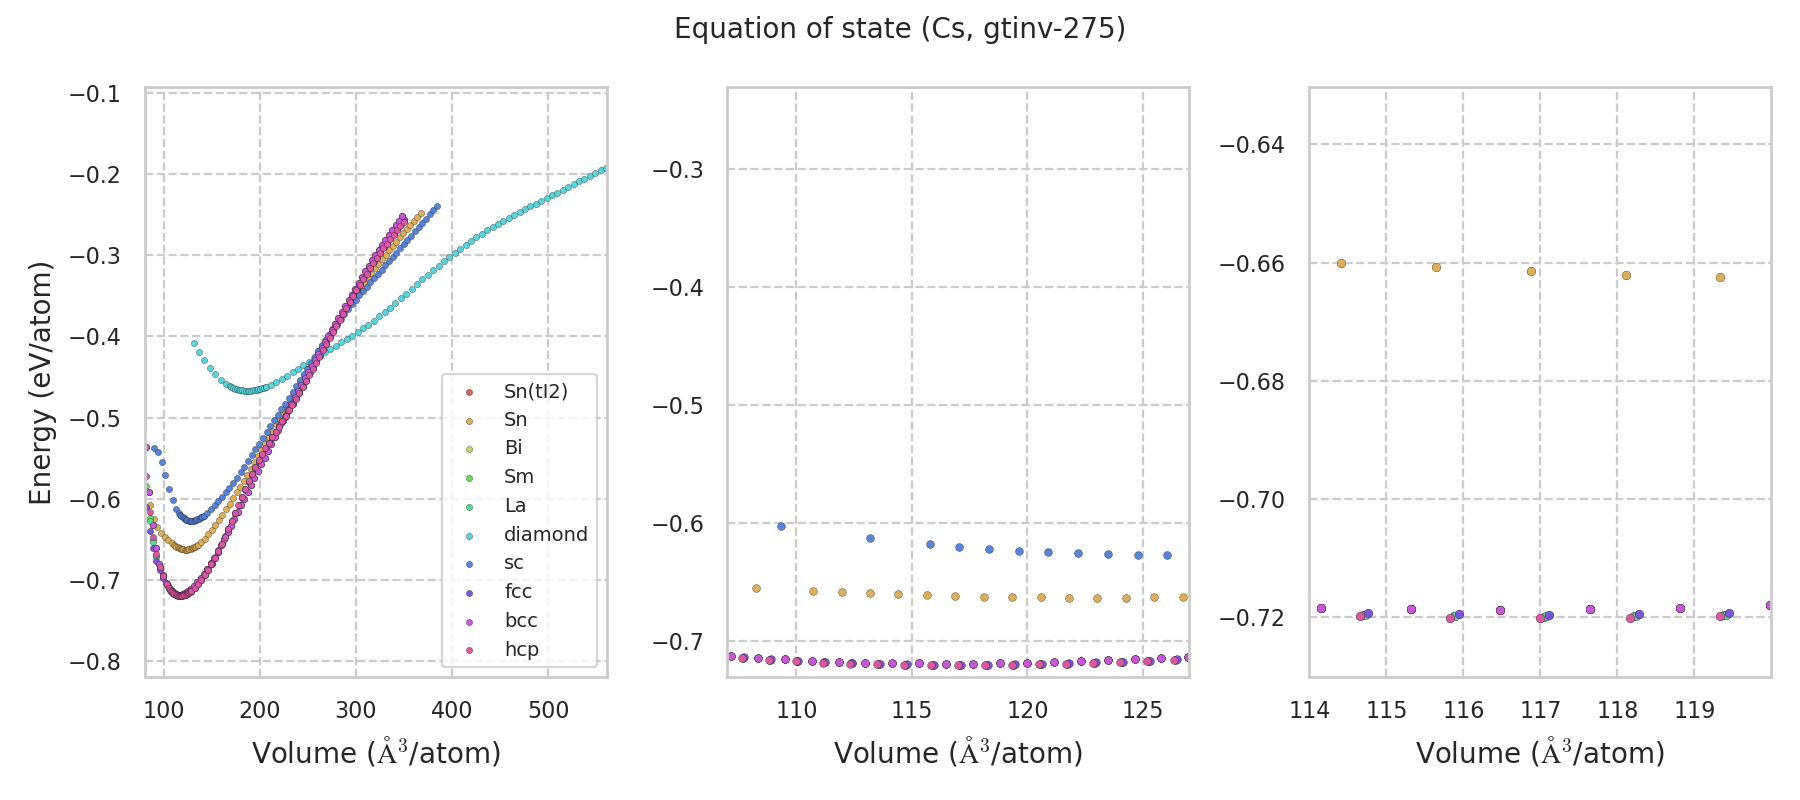 Equation of state (Cs, gtinv-275)
Energy (eV/atom)
−0.1
−0.2
−0.3
−0.4
−0.5
−0.6
−0.7
−0.8
100 200 300 400 500
Volume (Å³/atom)
Sn(tI2)
Sn
Bi
Sm
La
diamond
sc
fcc
bcc
hcp
−0.3
−0.4
−0.5
−0.6
−0.7
110 115 120 125
Volume (Å³/atom)
−0.64
−0.66
−0.68
−0.70
−0.72
114 115 116 117 118 119
Volume (Å³/atom)